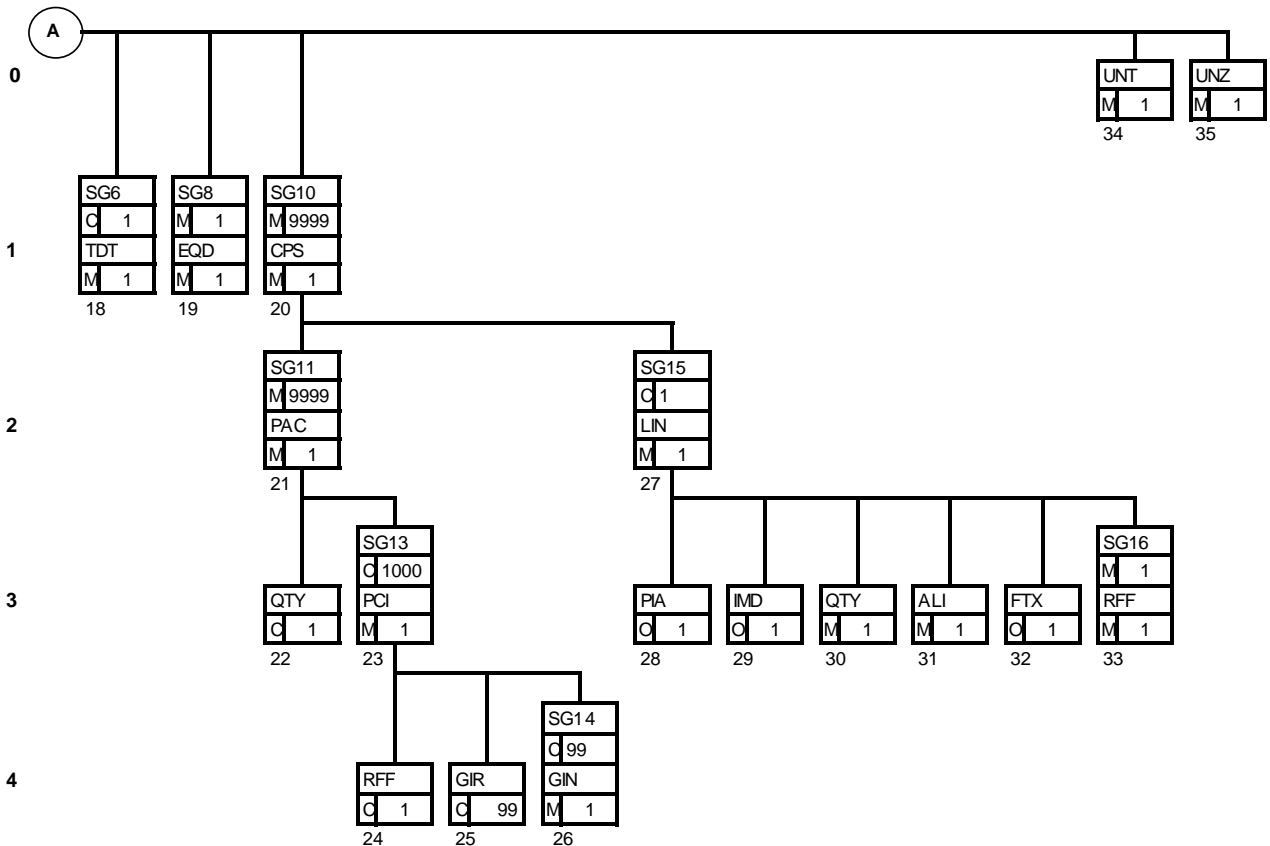 A
0
UNT UNZ
M 1 M 1
34 35
SG6 SG8 SG10
C 1 M 1 M 9999
1
TDT EQD CPS
M 1 M 1 M 1
18 19 20
SG11 SG15
M 9999 C 1
2
PAC LIN
M 1 M 1
21 27
SG13 SG16
C 1000 M 1
3
QTY PCI PIA IMD QTY ALI FTX RFF
C 1 M 1 O 1 O 1 M 1 M 1 O 1 M 1
22 23 28 29 30 31 32 33
SG14
C 99
4
RFF GIR GIN
C 1 C 99 M 1
24 25 26